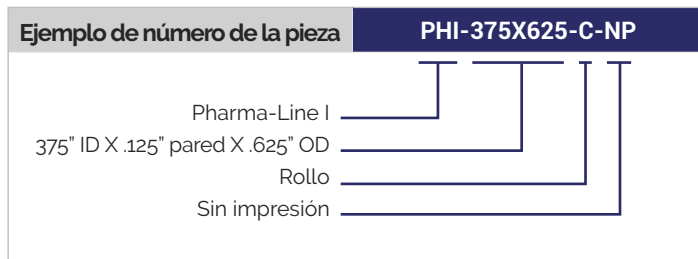 Ejemplo de número de la pieza PHI-375X625-C-NP
Pharma-Line I
375” ID X .125” pared X .625” OD
Rollo
Sin impresión